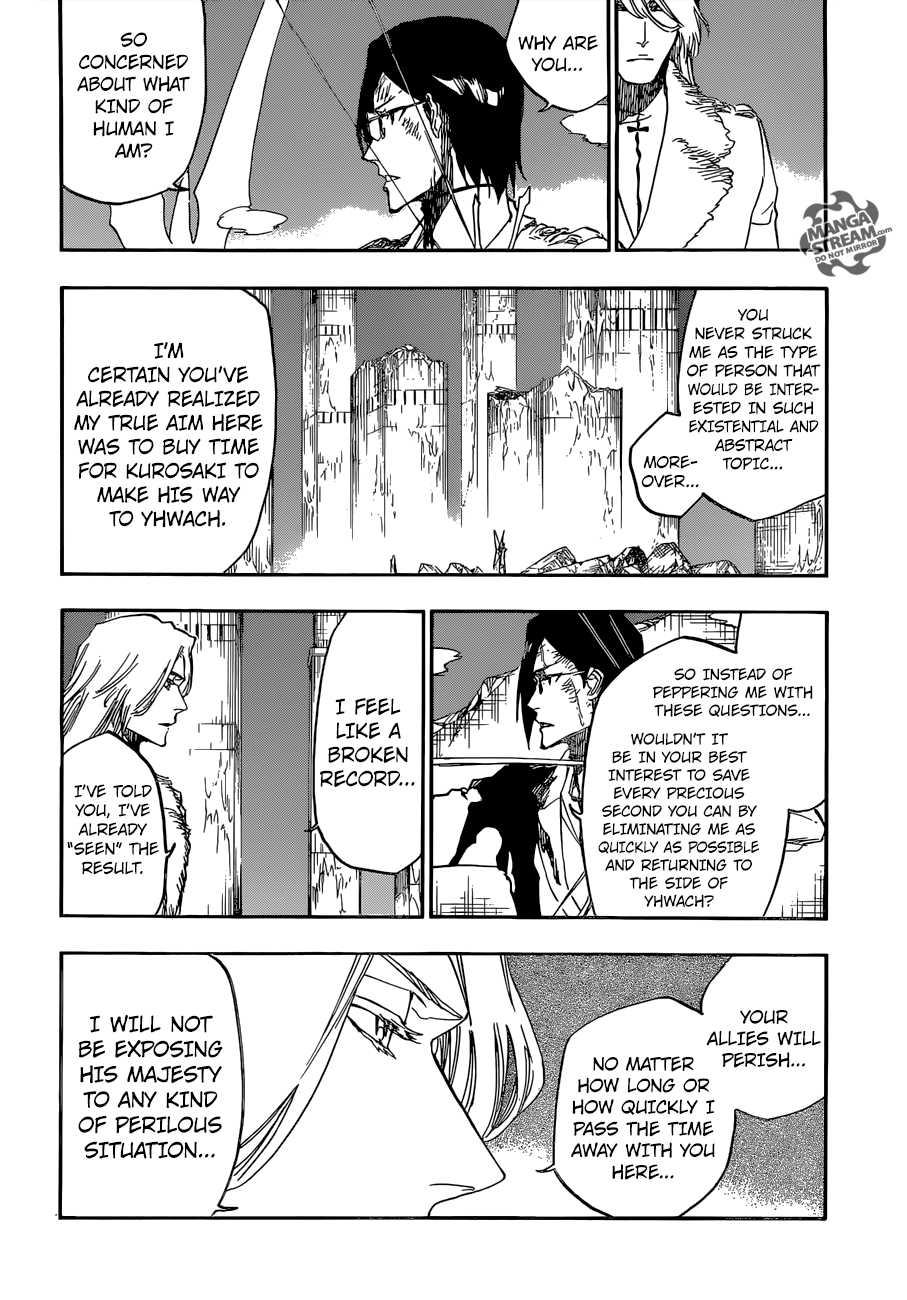 WHY ARE
YOU...
SO
CONCERNED
ABOUT WHAT
KIND OF
HUMAN I
AM?
MANGA
STREAM.com
DO NOT MIRROR
YOU
NEVER STRUCK
ME AS THE TYPE
OF PERSON THAT
WOULD BE INTER-
ESTED IN SUCH
EXISTENTIAL AND
ABSTRACT
TOPIC...
MORE-
OVER...
I'M
CERTAIN YOU'VE
ALREADY REALIZED
MY TRUE AIM HERE
WAS TO BUY TIME
FOR KUROSAKI TO
MAKE HIS WAY
TO YHWACH.
SO INSTEAD OF
PEPPERING ME WITH
THESE QUESTIONS...
WOULDN'T IT
BE IN YOUR BEST
INTEREST TO SAVE
EVERY PRECIOUS
SECOND YOU CAN BY
ELIMINATING ME AS
QUICKLY AS POSSIBLE
AND RETURNING TO
THE SIDE OF
YHWACH?
I FEEL
LIKE A
BROKEN
RECORD...
I'VE TOLD
YOU, I'VE
ALREADY
"SEEN" THE
RESULT.
YOUR
ALLIES WILL
PERISH...
NO MATTER
HOW LONG OR
HOW QUICKLY I
PASS THE TIME
AWAY WITH YOU
HERE...
I WILL NOT
BE EXPOSING
HIS MAJESTY
TO ANY KIND
OF PERILOUS
SITUATION...